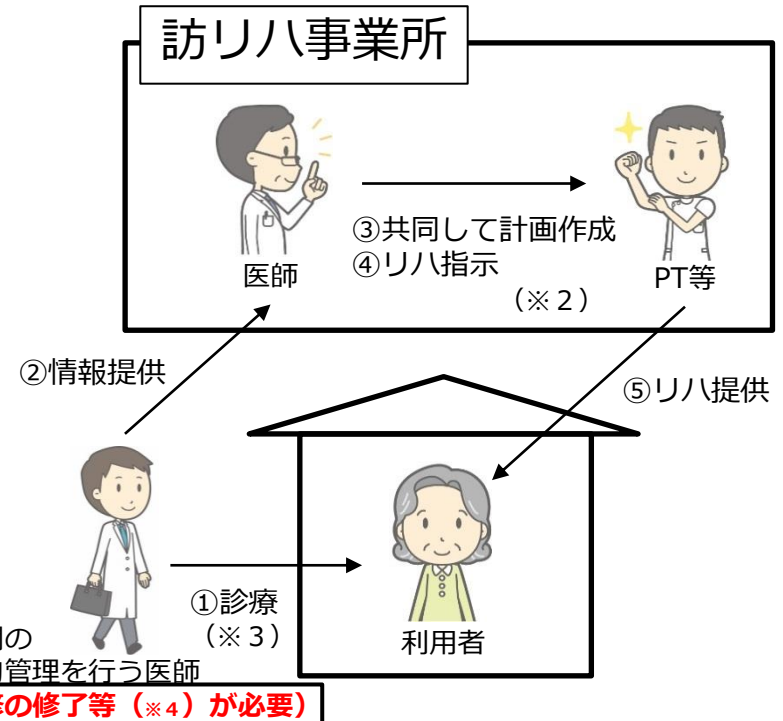 訪リハ事業所
③共同して計画作成
④リハ指示
(※2)
医師
PT等
②情報提供
⑤リハ提供
①診療
(※3)
利用者
の
管理を行う医師
の修了等(※4)が必要)